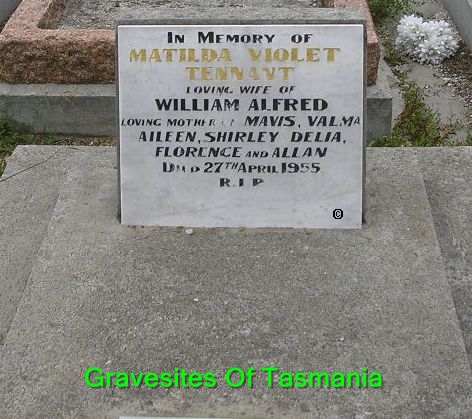 In Memory of
Matilda Violet
Tennant
loving wife of
William Alfred
loving mother of Mavis, Valma
Aileen, Shirley Delia,
Florence and Allan
Died 27th April 1955
R.I.P
©
Gravesites Of Tasmania